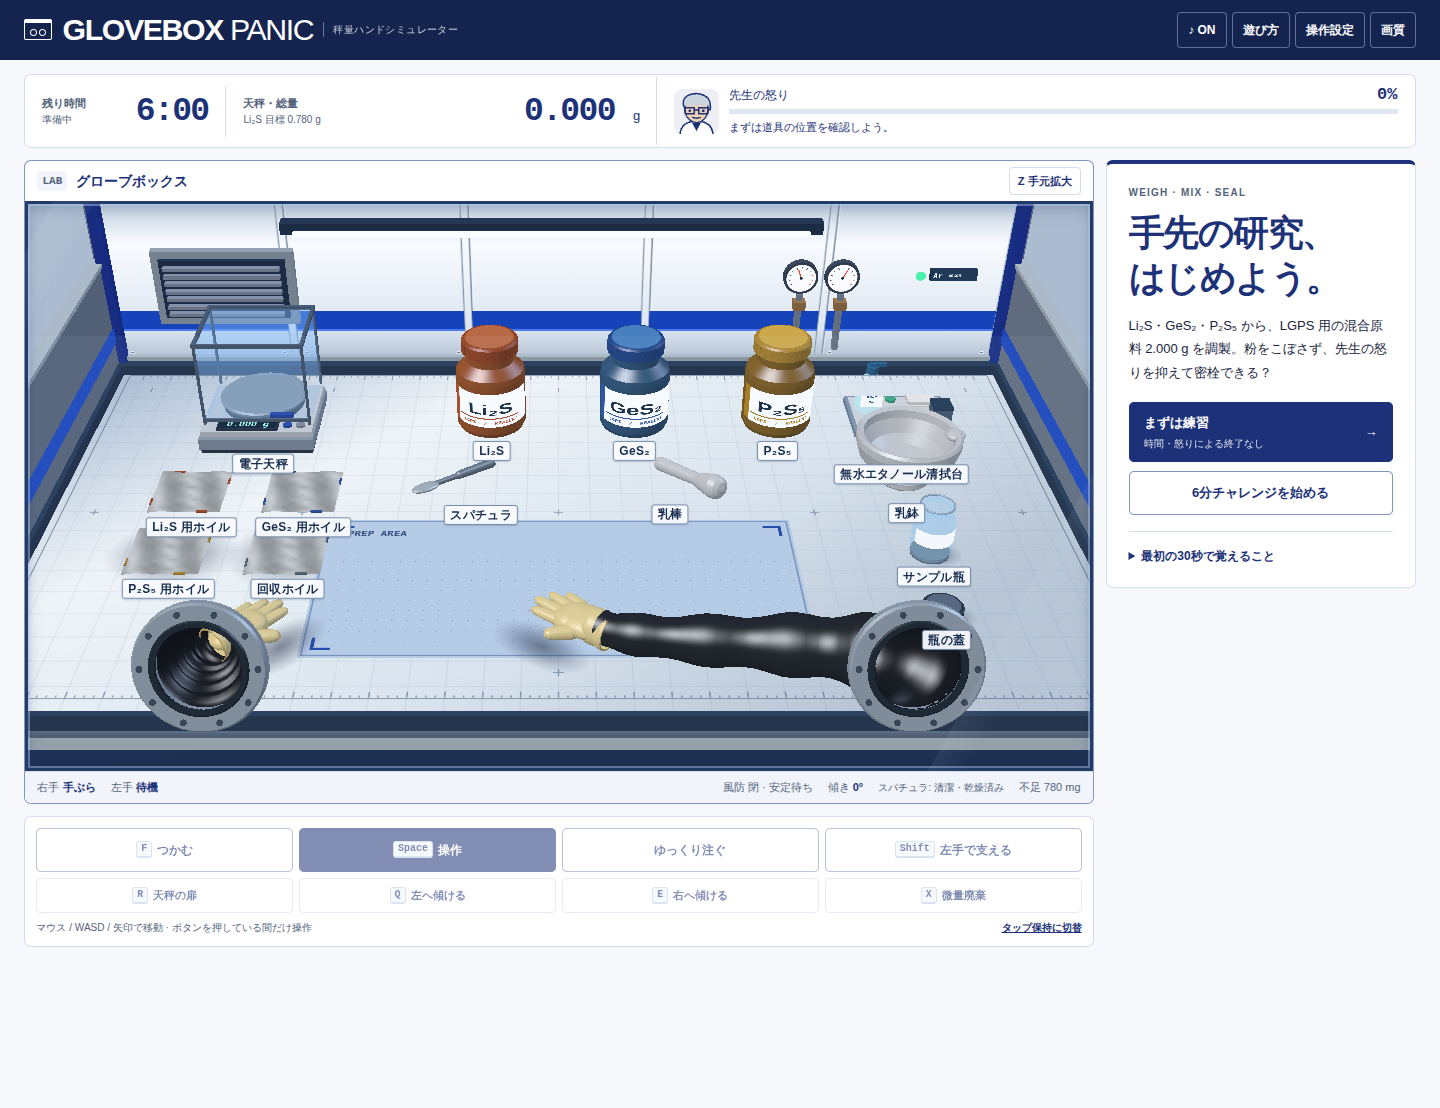 GLOVEBOX PANIC 秤量ハンドシミュレーター
♪ ON
遊び方
操作設定
画質
残り時間
準備中
6:00
天秤・総量
Li₂S 目標 0.780 g
0.000 g
先生の怒り
0%
まずは道具の位置を確認しよう。
LAB グローブボックス
Z 手元拡大
Li₂S
GeS₂
P₂S₅
0.000 g
電子天秤
Li₂S
GeS₂
P₂S₅
無水エタノール清拭台
スパチュラ
乳棒
乳鉢
Li₂S 用ホイル
GeS₂ 用ホイル
PREP AREA
P₂S₅ 用ホイル
回収ホイル
サンプル瓶
瓶の蓋
右手 手ぶら 左手 待機
風防 閉 · 安定待ち 傾き 0° スパチュラ: 清潔・乾燥済み 不足 780 mg
F つかむ
Space 操作
ゆっくり注ぐ
Shift 左手で支える
R 天秤の扉
Q 左へ傾ける
E 右へ傾ける
X 微量廃棄
マウス / WASD / 矢印で移動 · ボタンを押している間だけ操作
タップ保持に切替
WEIGH · MIX · SEAL
手先の研究、
はじめよう。
Li₂S・GeS₂・P₂S₅ から、LGPS 用の混合原
料 2.000 g を調製。粉をこぼさず、先生の怒
りを抑えて密栓できる？
まずは練習
時間・怒りによる終了なし
→
6分チャレンジを始める
▶ 最初の30秒で覚えること